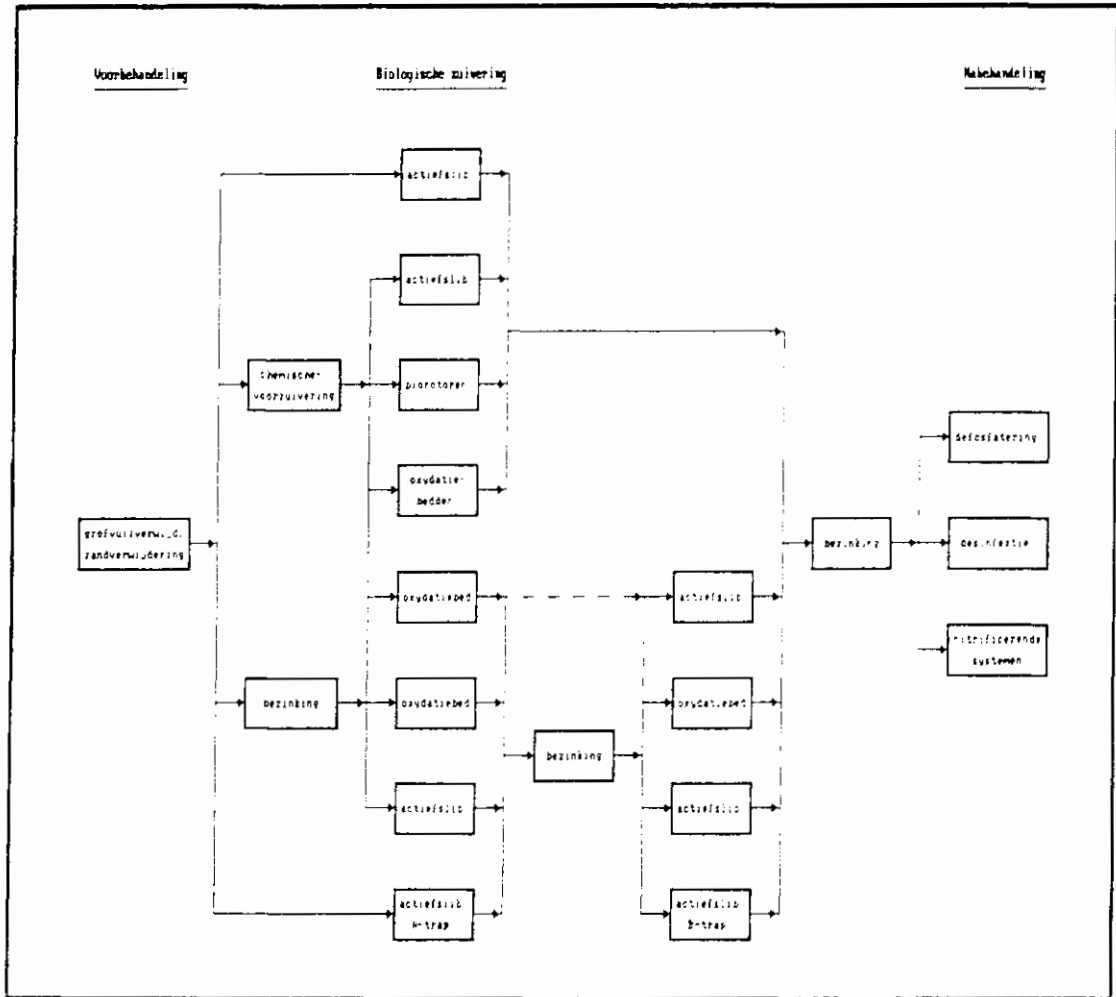 Voorbehandeling
Biologische zuivering
Nabehandeling
actiefslib
actiefslib
chemische-
voorzuivering
biorotoren
defosfatering
oxydatie-
bedden
grofvuilverwijd.
zandverwijdering
bezinking
desinfectie
oxydatiebed
actiefslib
nitrificerende
systemen
bezinking
oxydatiebed
oxydatiebed
bezinking
actiefslib
actiefslib
actiefslib
A-trap
actiefslib
B-trap